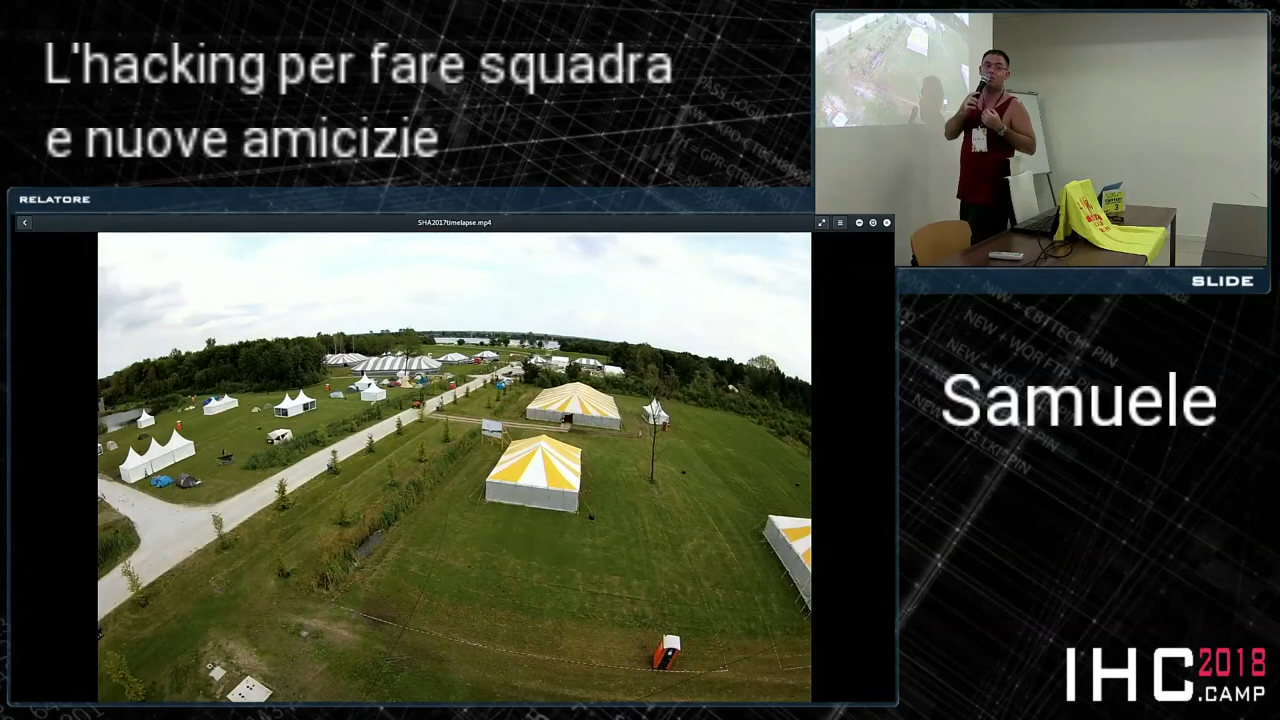 L'hacking per fare squadra
e nuove amicizie
RELATORE
SHA2017timelapse.mp4
SLIDE
Samuele
IHC 2018
.CAMP